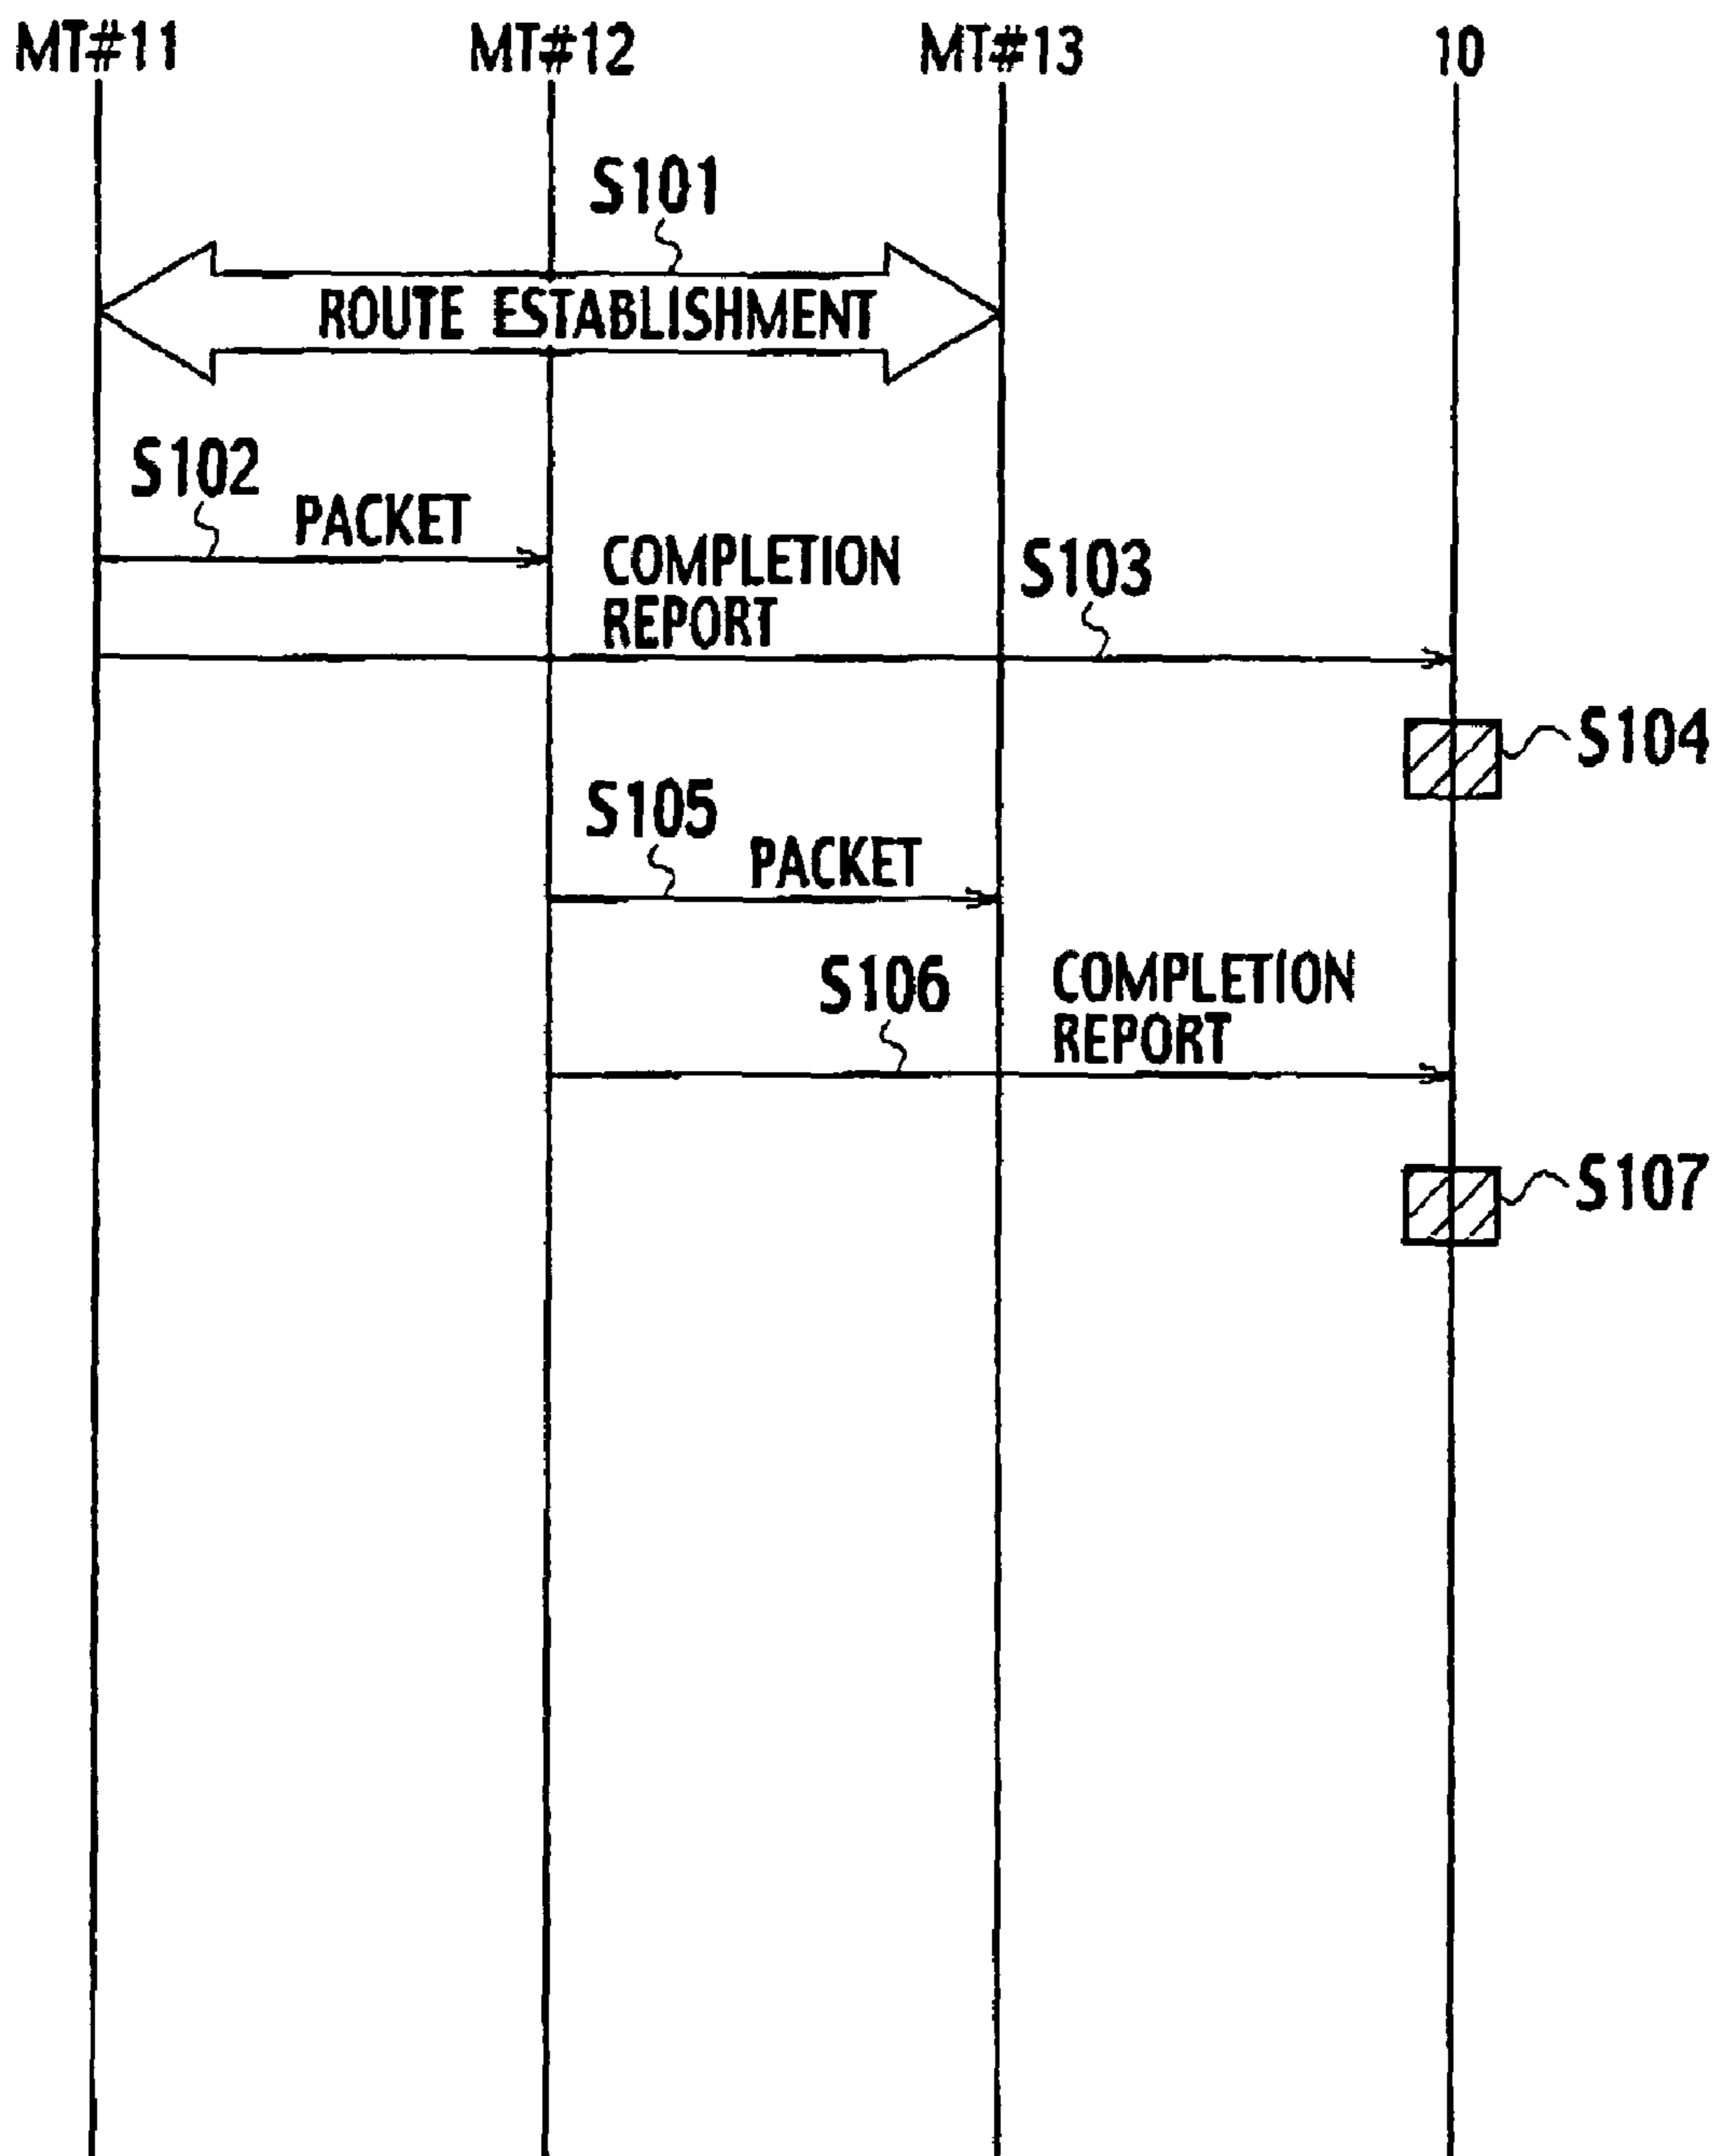 MT#11 MT#12 MT#13 10
S101
ROUTE ESTABLISHMENT
S102
PACKET
COMPLETION
REPORT
S103
S104
S105
PACKET
S106
COMPLETION
REPORT
S107